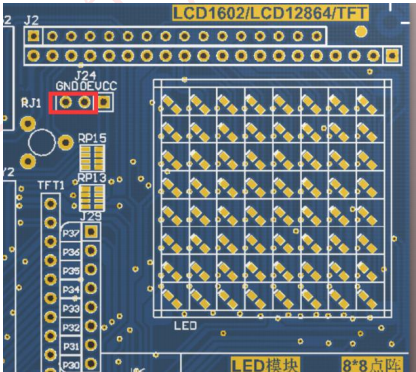 LCD1602/LCD12864/TFT
J2
J24
GND OE VCC
RJ1
RP15
RP13
TFT1
J29
P37
P36
P35
P34
P33
P32
P31
P30
LED
LED模块
8*8点阵